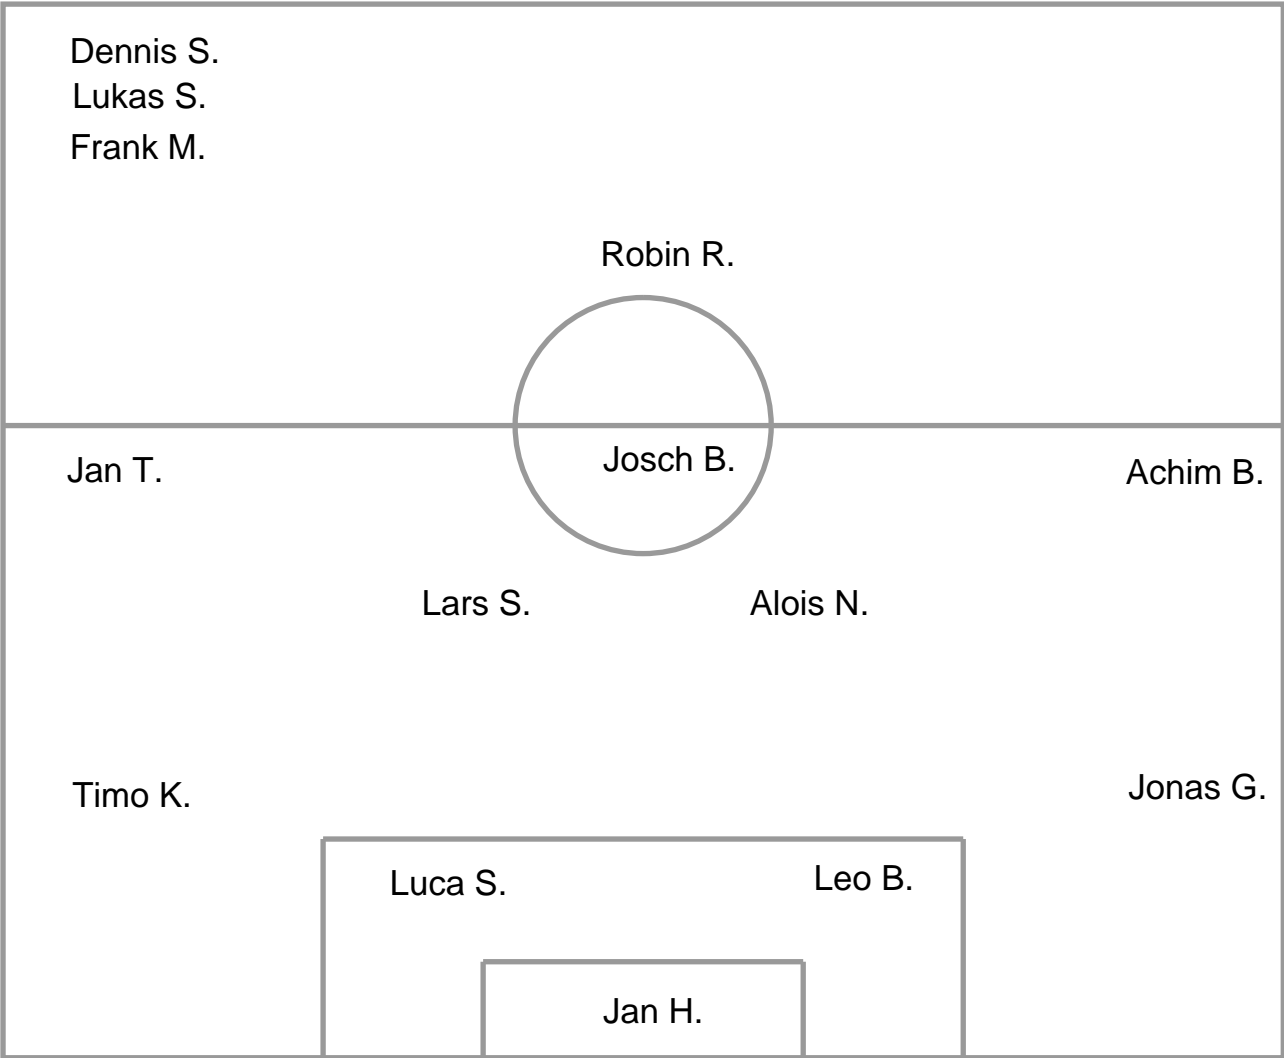 Dennis S.
Lukas S.
Frank M.
Robin R.
Jan T.
Josch B.
Achim B.
Lars S.
Alois N.
Timo K.
Jonas G.
Luca S.
Leo B.
Jan H.